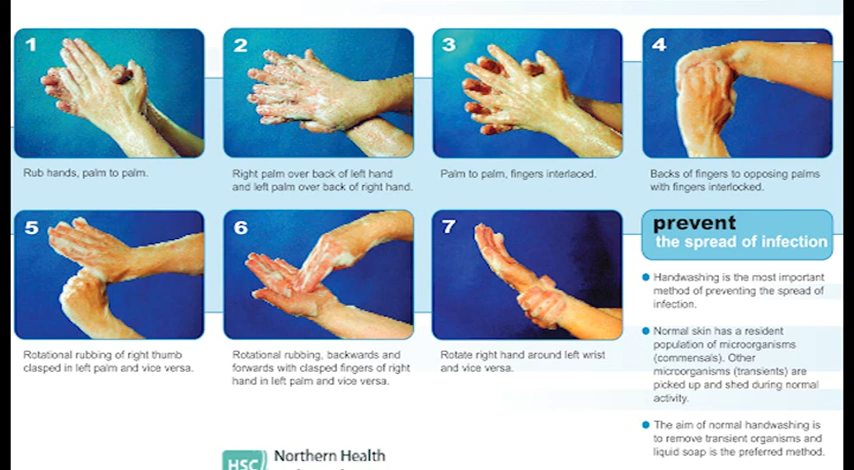 1
Rub hands, palm to palm.
2
Right palm over back of left hand
and left palm over back of right hand.
3
Palm to palm, fingers interlaced.
4
Backs of fingers to opposing palms
with fingers interlocked.
5
Rotational rubbing of right thumb
clasped in left palm and vice versa.
6
Rotational rubbing, backwards and
forwards with clasped fingers of right
hand in left palm and vice versa.
7
Rotate right hand around left wrist
and vice versa.
prevent
the spread of infection
Handwashing is the most important
method of preventing the spread of
infection.
Normal skin has a resident
population of microorganisms
(commensals). Other
microorganisms (transients) are
picked up and shed during normal
activity.
The aim of normal handwashing is
to remove transient organisms and
liquid soap is the preferred method.
HSC
Northern Health